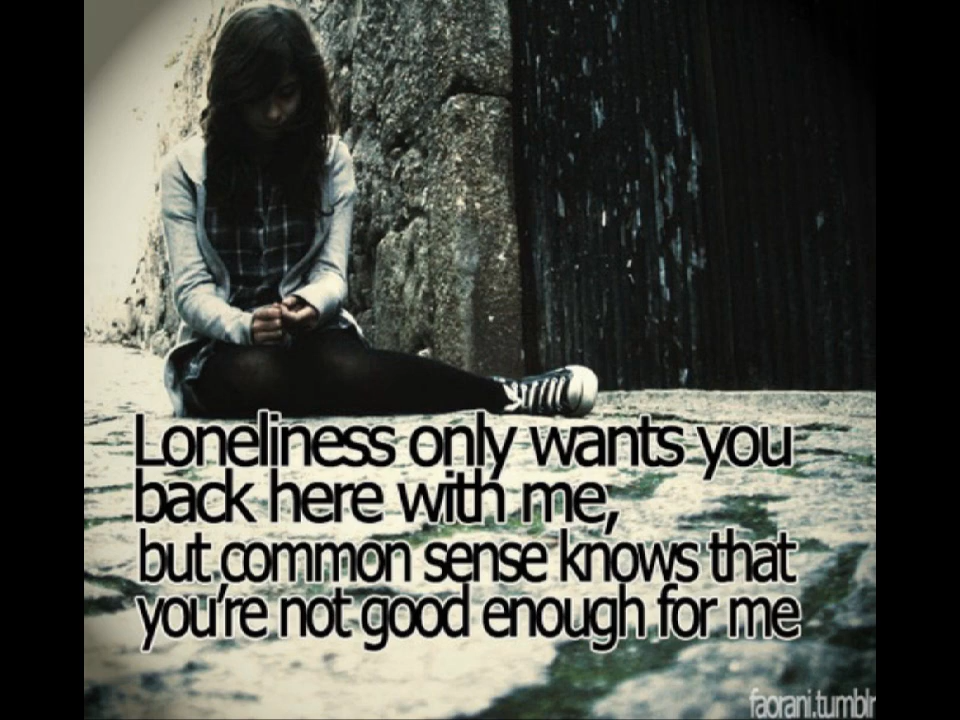 Loneliness only wants you
back here with me,
but common sense knows that
you're not good enough for me
faorani.tumblr